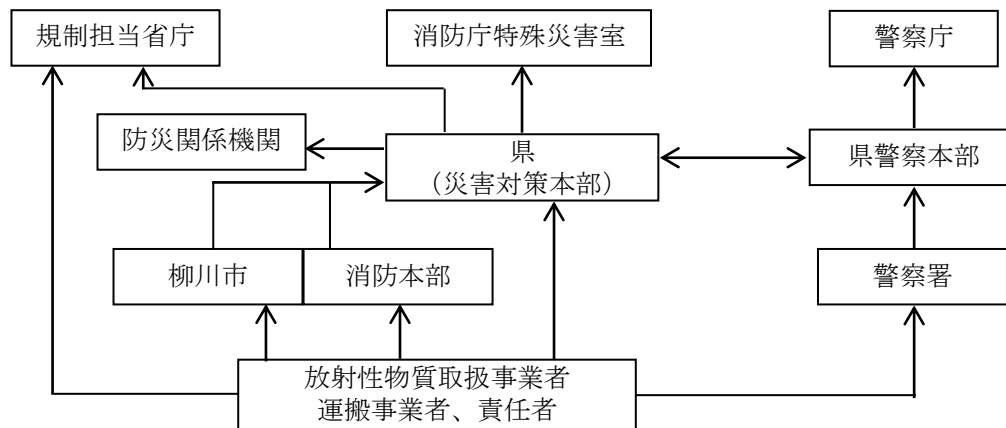 規制担当省庁
消防庁特殊災害室
警察庁
防災関係機関
県
（災害対策本部）
県警察本部
柳川市
消防本部
警察署
放射性物質取扱事業者
運搬事業者、責任者